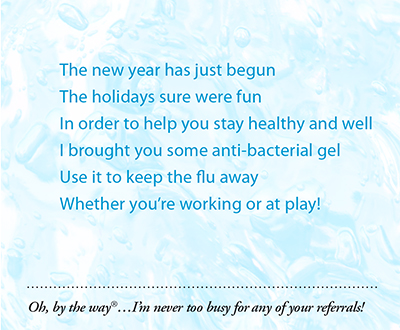 The new year has just begun
The holidays sure were fun
In order to help you stay healthy and well
I brought you some anti-bacterial gel
Use it to keep the flu away
Whether you're working or at play!
Oh, by the way®…I'm never too busy for any of your referrals!